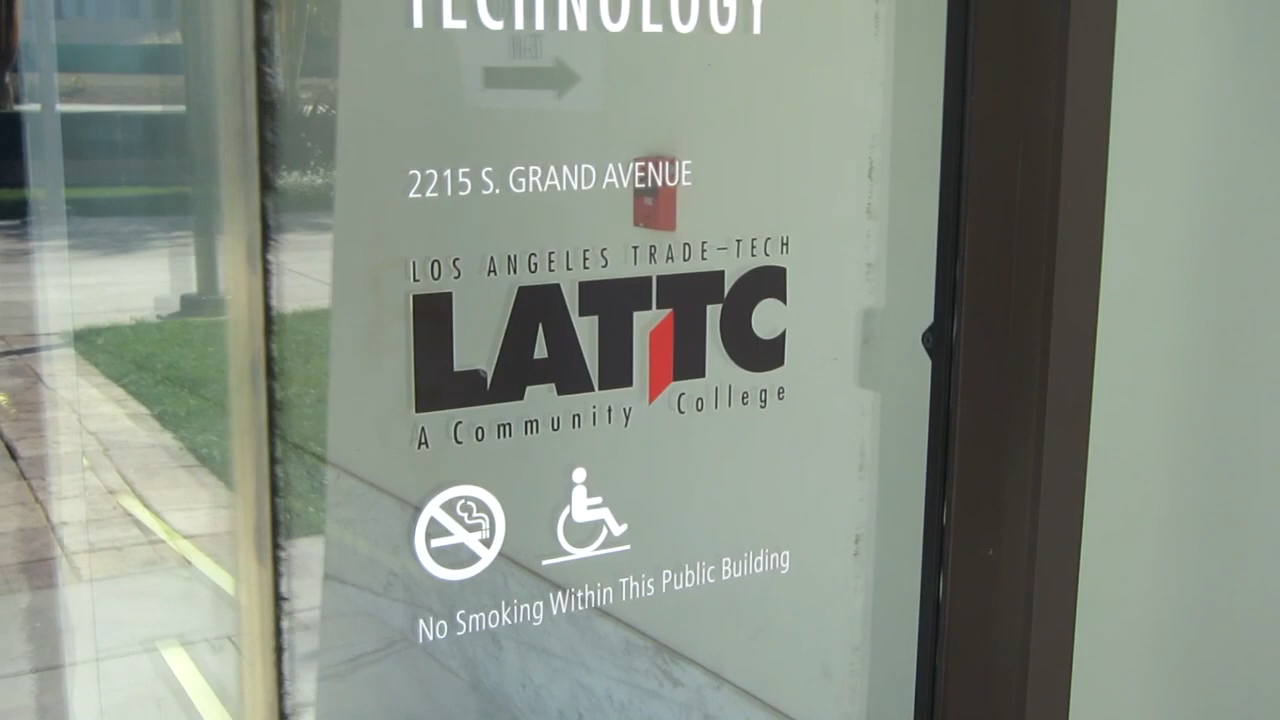 TECHNOLOGY
2215 S. GRAND AVENUE
LOS ANGELES TRADE-TECH
LATTC
A Community College
No Smoking Within This Public Building